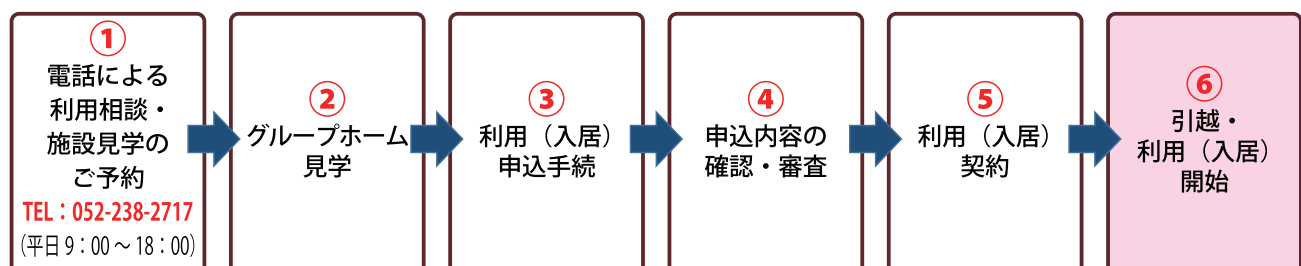 ①
電話による
利用相談・
施設見学の
ご予約
TEL：052-238-2717
(平日9：00～18：00)
②
グループホーム
見学
③
利用（入居）
申込手続
④
申込内容の
確認・審査
⑤
利用（入居）
契約
⑥
引越・
利用（入居）
開始